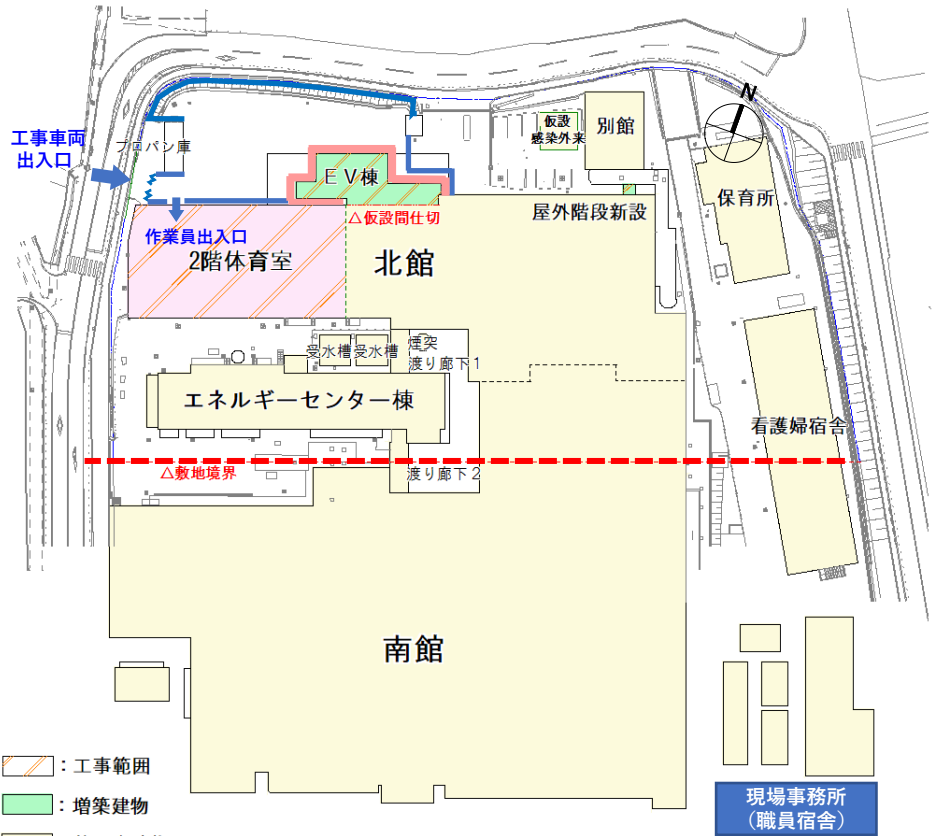 N
工事車両
出入口
プロパン庫
EV棟
仮設
感染外来
別館
保育所
△仮設間仕切
屋外階段新設
作業員出入口
2階体育室
北館
受水槽
受水槽
煙突
渡り廊下1
エネルギーセンター棟
看護婦宿舎
△敷地境界
渡り廊下2
南館
：工事範囲
：増築建物
現場事務所
（職員宿舎）